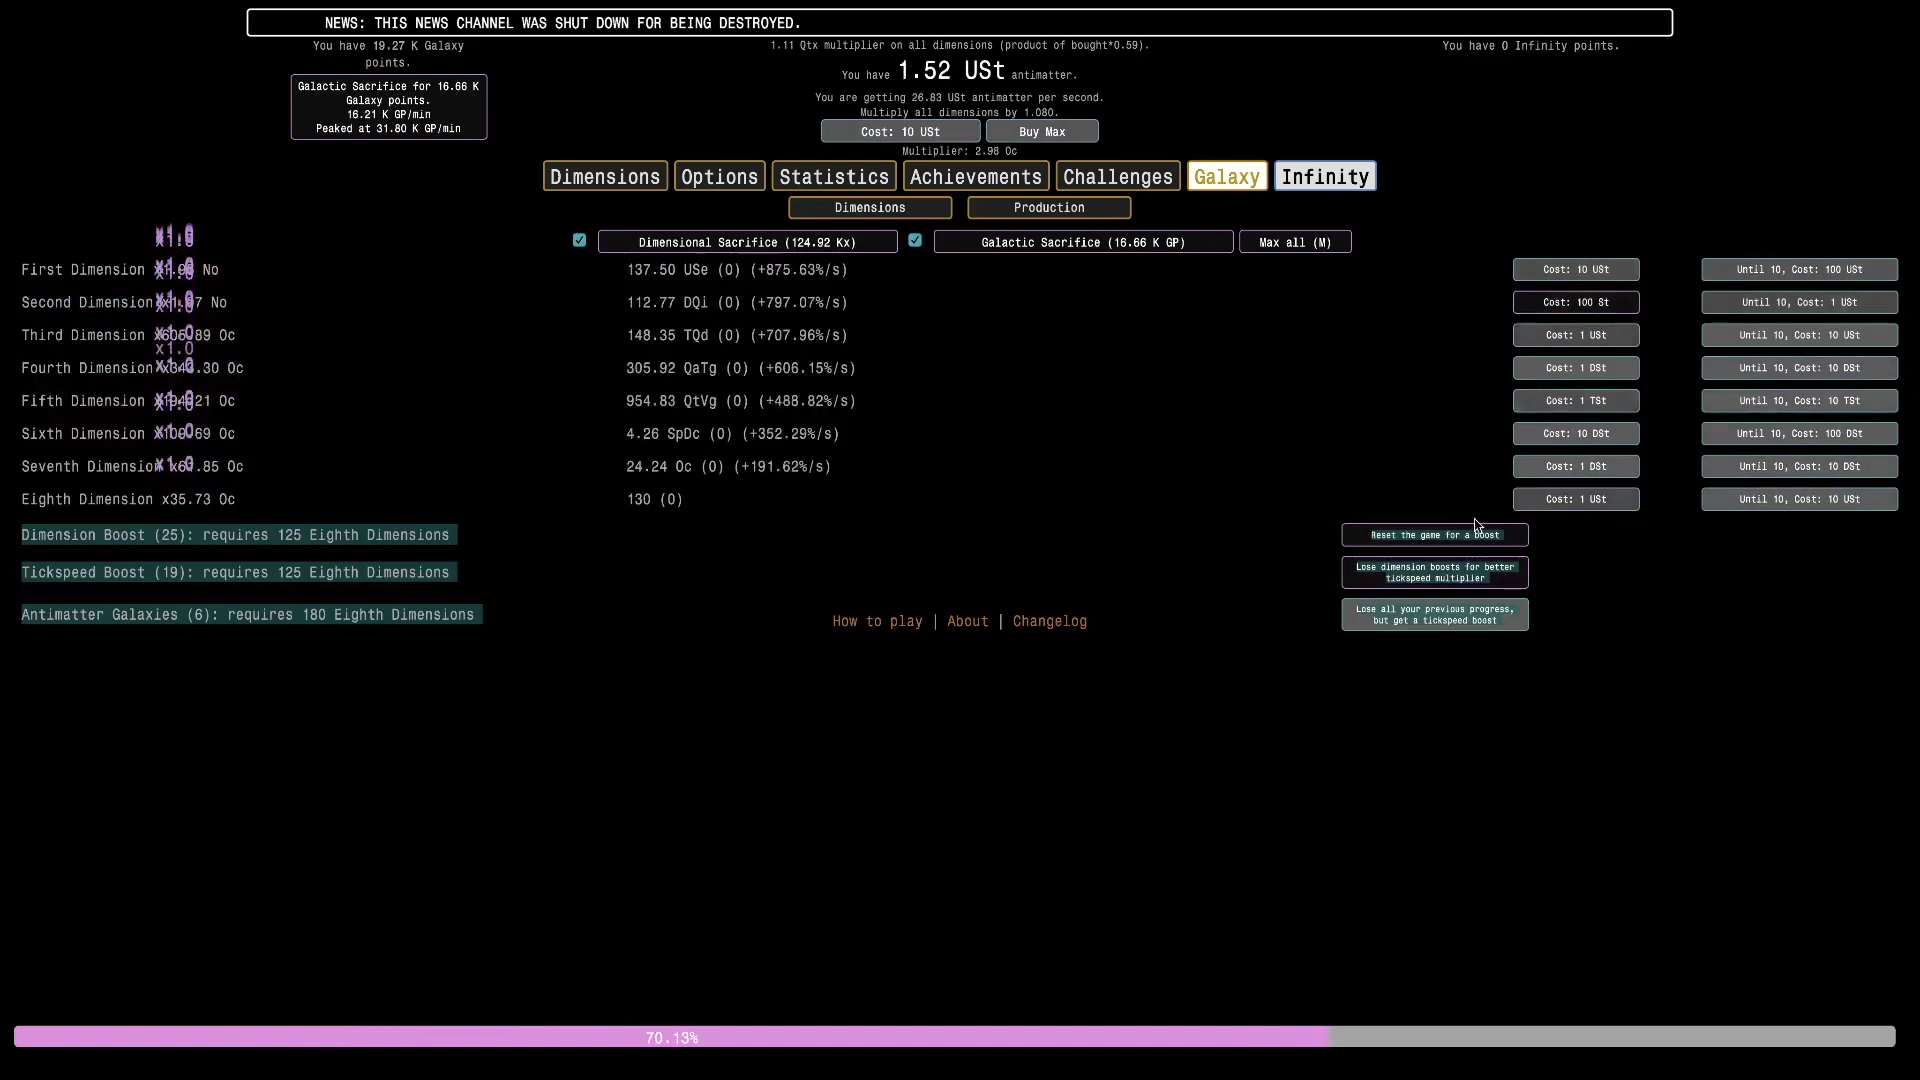 NEWS: THIS NEWS CHANNEL WAS SHUT DOWN FOR BEING DESTROYED.
You have 19.27 K Galaxy
points.
Galactic Sacrifice for 16.66 K
Galaxy points.
16.21 K GP/min
Peaked at 31.80 K GP/min
1.11 Qtx multiplier on all dimensions (product of bought*0.59).
You have 1.52 USt antimatter.
You are getting 26.83 USt antimatter per second.
Multiply all dimensions by 1.080.
Cost: 10 USt Buy Max
Multiplier: 2.98 Oc
You have 0 Infinity points.
Dimensions Options Statistics Achievements Challenges Galaxy Infinity
Dimensions Production
Dimensional Sacrifice (124.92 Kx) Galactic Sacrifice (16.66 K GP) Max all (M)
First Dimension No 137.50 USe (0) (+875.63%/s) Cost: 10 USt Until 10, Cost: 100 USt
Second Dimension No 112.77 DQi (0) (+797.07%/s) Cost: 100 St Until 10, Cost: 1 USt
Third Dimension Oc 148.35 TQd (0) (+707.96%/s) Cost: 1 USt Until 10, Cost: 10 USt
x1.0
Fourth Dimension Oc 305.92 QaTg (0) (+606.15%/s) Cost: 1 DSt Until 10, Cost: 10 DSt
Fifth Dimension Oc 954.83 QtVg (0) (+488.82%/s) Cost: 1 TSt Until 10, Cost: 10 TSt
Sixth Dimension Oc 4.26 SpDc (0) (+352.29%/s) Cost: 10 DSt Until 10, Cost: 100 DSt
Seventh Dimension Oc 24.24 Oc (0) (+191.62%/s) Cost: 1 DSt Until 10, Cost: 10 DSt
Eighth Dimension x35.73 Oc 130 (0) Cost: 1 USt Until 10, Cost: 10 USt
Dimension Boost (25): requires 125 Eighth Dimensions Reset the game for a boost
Tickspeed Boost (19): requires 125 Eighth Dimensions Lose dimension boosts for better
tickspeed multiplier
Antimatter Galaxies (6): requires 180 Eighth Dimensions Lose all your previous progress,
but get a tickspeed boost
How to play | About | Changelog
70.13%